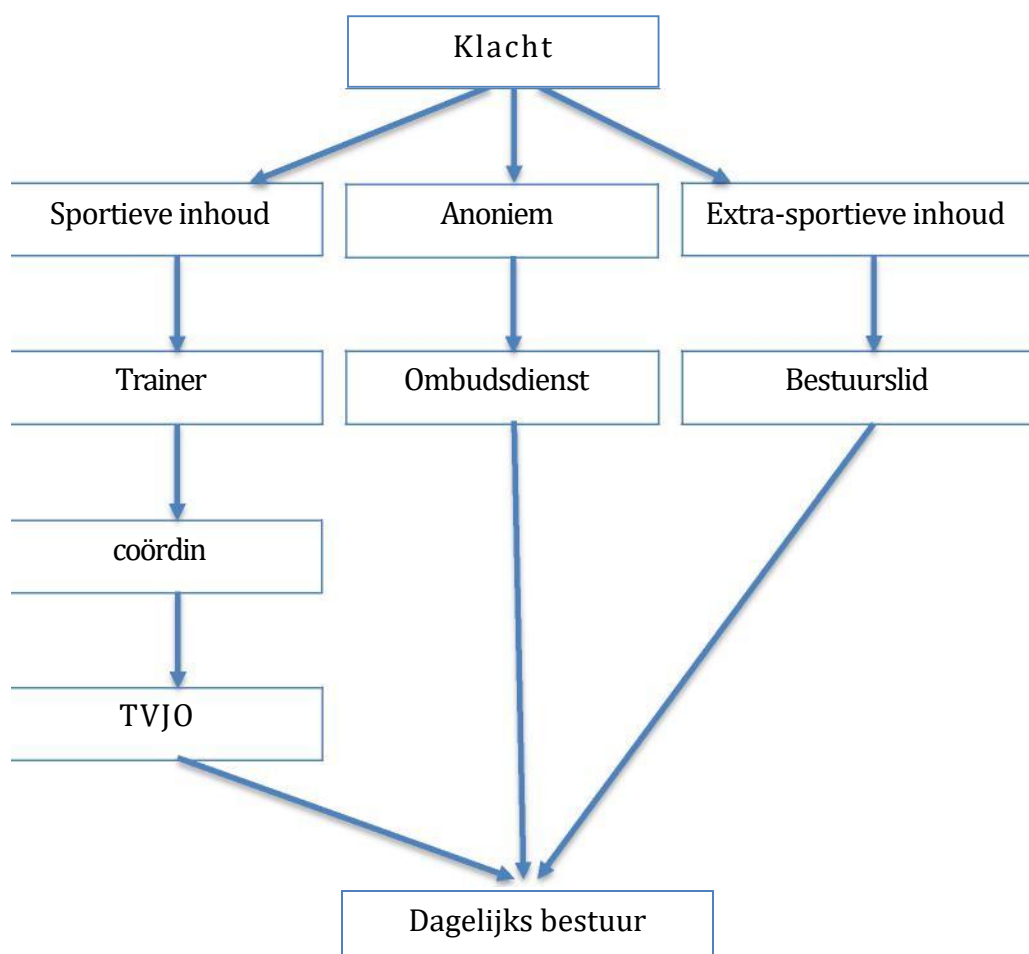 Klacht
Sportieve inhoud
Anoniem
Extra-sportieve inhoud
Trainer
Ombudsdienst
Bestuurslid
coördin
TVJO
Dagelijks bestuur